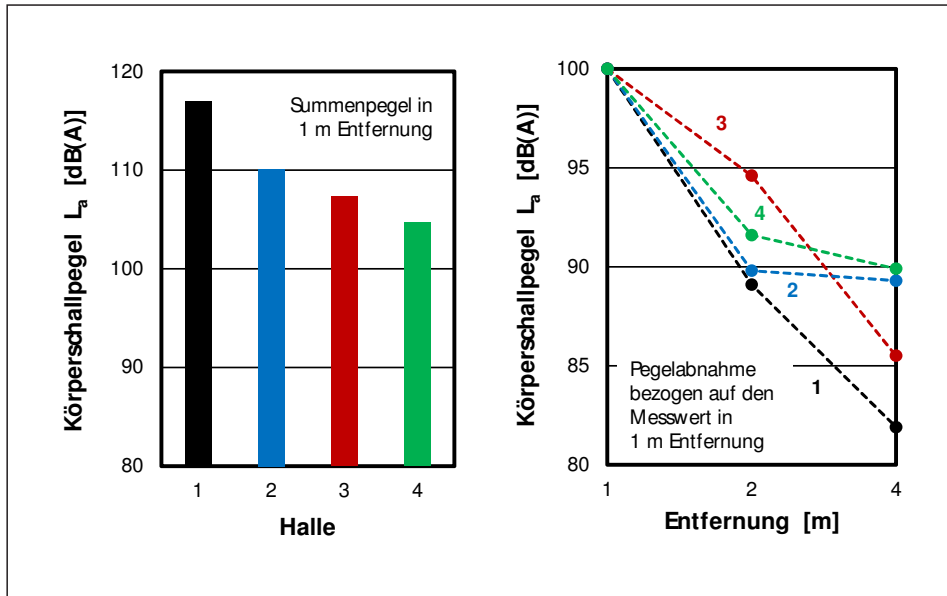 120
110
100
90
80
Körperschallpegel La [dB(A)]
Summenpegel in
1 m Entfernung
1 2 3 4
Halle
100
95
90
85
80
Körperschallpegel La [dB(A)]
3
4
2
1
Pegelabnahme
bezogen auf den
Messwert in
1 m Entfernung
1 2 4
Entfernung [m]